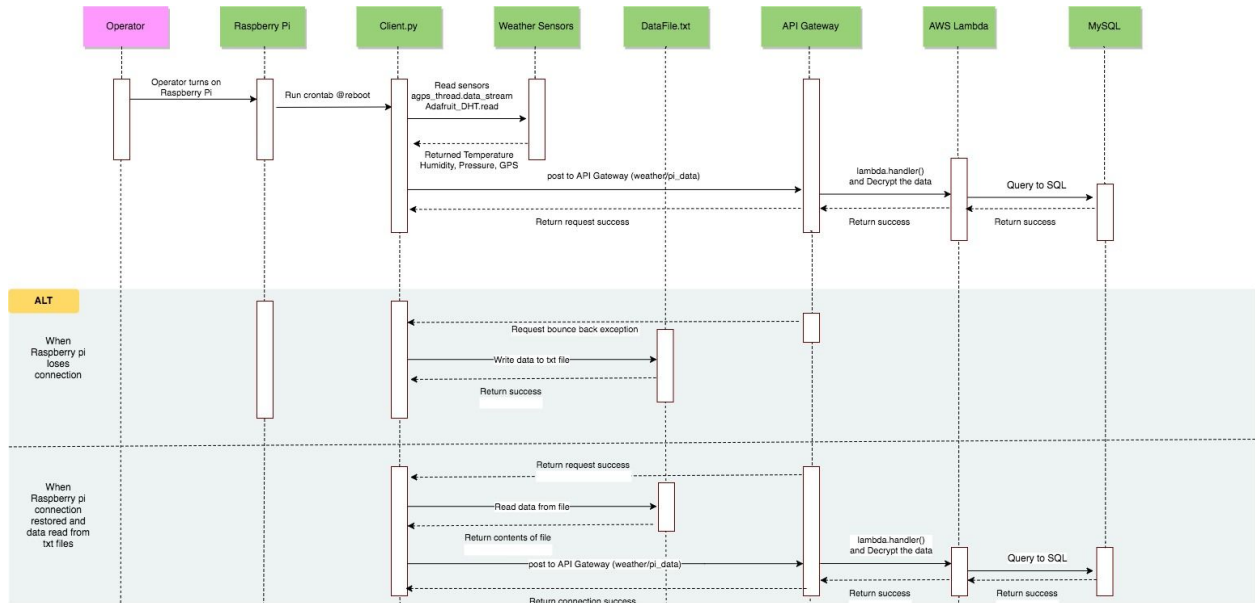 Operator
Raspberry Pi
Client.py
Weather Sensors
DataFile.txt
API Gateway
AWS Lambda
MySQL
Operator turns on
Raspberry Pi
Run crontab @reboot
Read sensors
agps_thread.data_stream
Adafruit_DHT.read
Returned Temperature
Humidity, Pressure, GPS
post to API Gateway (weather/pi_data)
lambda.handler()
and Decrypt the data
Query to SQL
Return request success
Return success
Return success
ALT
When
Raspberry pi
loses
connection
Request bounce back exception
Write data to txt file
Return success
When
Raspberry pi
connection
restored and
data read from
txt files
Return request success
Read data from file
Return contents of file
post to API Gateway (weather/pi_data)
lambda.handler()
and Decrypt the data
Query to SQL
Return connection success
Return success
Return success